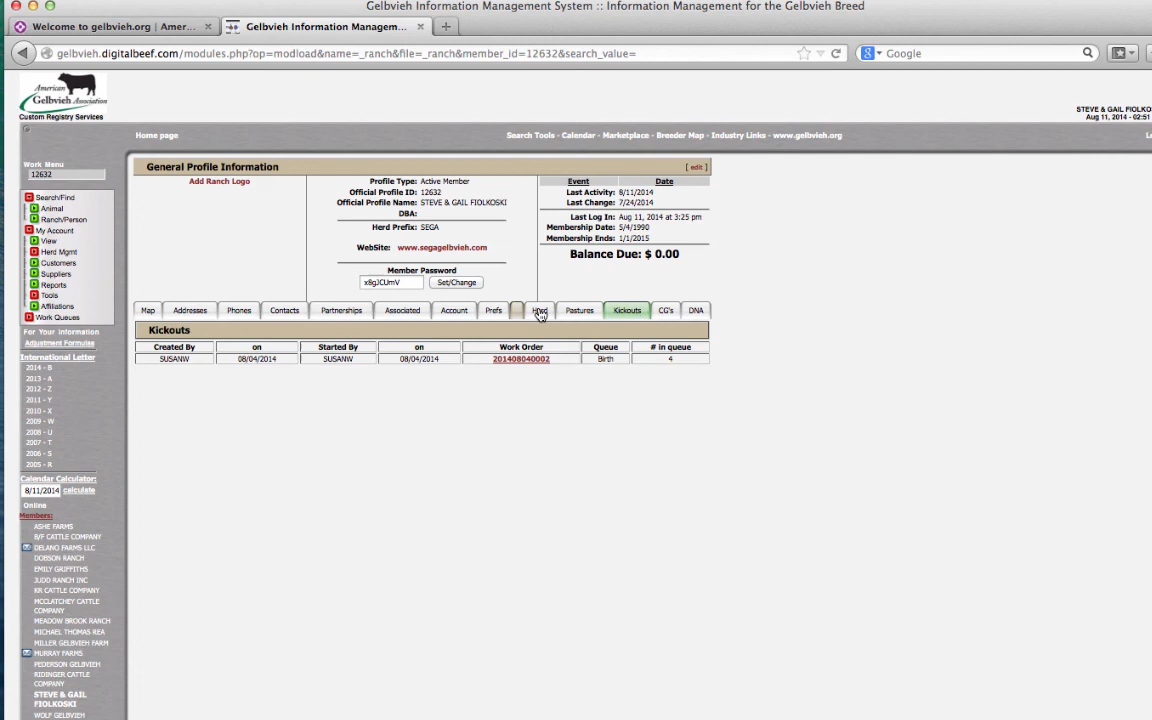 Gelbvieh Information Management System :: Information Management for the Gelbvieh Breed
Welcome to gelbvieh.org | Amer... × Gelbvieh Information Managem... × +
gelbvieh.digitalbeef.com/modules.php?op=modload&name=_ranch&file=_ranch&member_id=12632&search_value= Google
American
Gelbvieh Association
Custom Registry Services
STEVE & GAIL FIOLKO
Aug 11, 2014 - 02:51
Home page Search Tools - Calendar - Marketplace - Breeder Map - Industry Links - www.gelbvieh.org
Work Menu
12632
Search/Find
Animal
Ranch/Person
My Account
View
Herd Mgmt
Customers
Suppliers
Reports
Tools
Affiliations
Work Queues
For Your Information
Adjustment Formulas
International Letter
2014 - B
2013 - A
2012 - Z
2011 - Y
2010 - X
2009 - W
2008 - U
2007 - T
2006 - S
2005 - R
Calendar Calculator:
8/11/2014 calculate
Online
Members:
ASHE FARMS
B/F CATTLE COMPANY
DELANO FARMS LLC
DOBSON RANCH
EMILY GRIFFITHS
JUDD RANCH INC
KR CATTLE COMPANY
MCCLATCHEY CATTLE
COMPANY
MEADOW BROOK RANCH
MICHAEL THOMAS REA
MILLER GELBVIEH FARM
MURRAY FARMS
PEDERSON GELBVIEH
RIDINGER CATTLE
COMPANY
STEVE & GAIL
FIOLKOSKI
WOLF GELBVIEH
General Profile Information [ edit ]
Add Ranch Logo
Profile Type: Active Member
Official Profile ID: 12632
Official Profile Name: STEVE & GAIL FIOLKOSKI
DBA:
Herd Prefix: SEGA
WebSite: www.segagelbvieh.com
Member Password
x8gJCUmV Set/Change
Event Date
Last Activity: 8/11/2014
Last Change: 7/24/2014
Last Log In: Aug 11, 2014 at 3:25 pm
Membership Date: 5/4/1990
Membership Ends: 1/1/2015
Balance Due: $ 0.00
Map Addresses Phones Contacts Partnerships Associated Account Prefs Herd Pastures Kickouts CG's DNA
Kickouts
Created By on Started By on Work Order Queue # in queue
SUSANW 08/04/2014 SUSANW 08/04/2014 201408040002 Birth 4